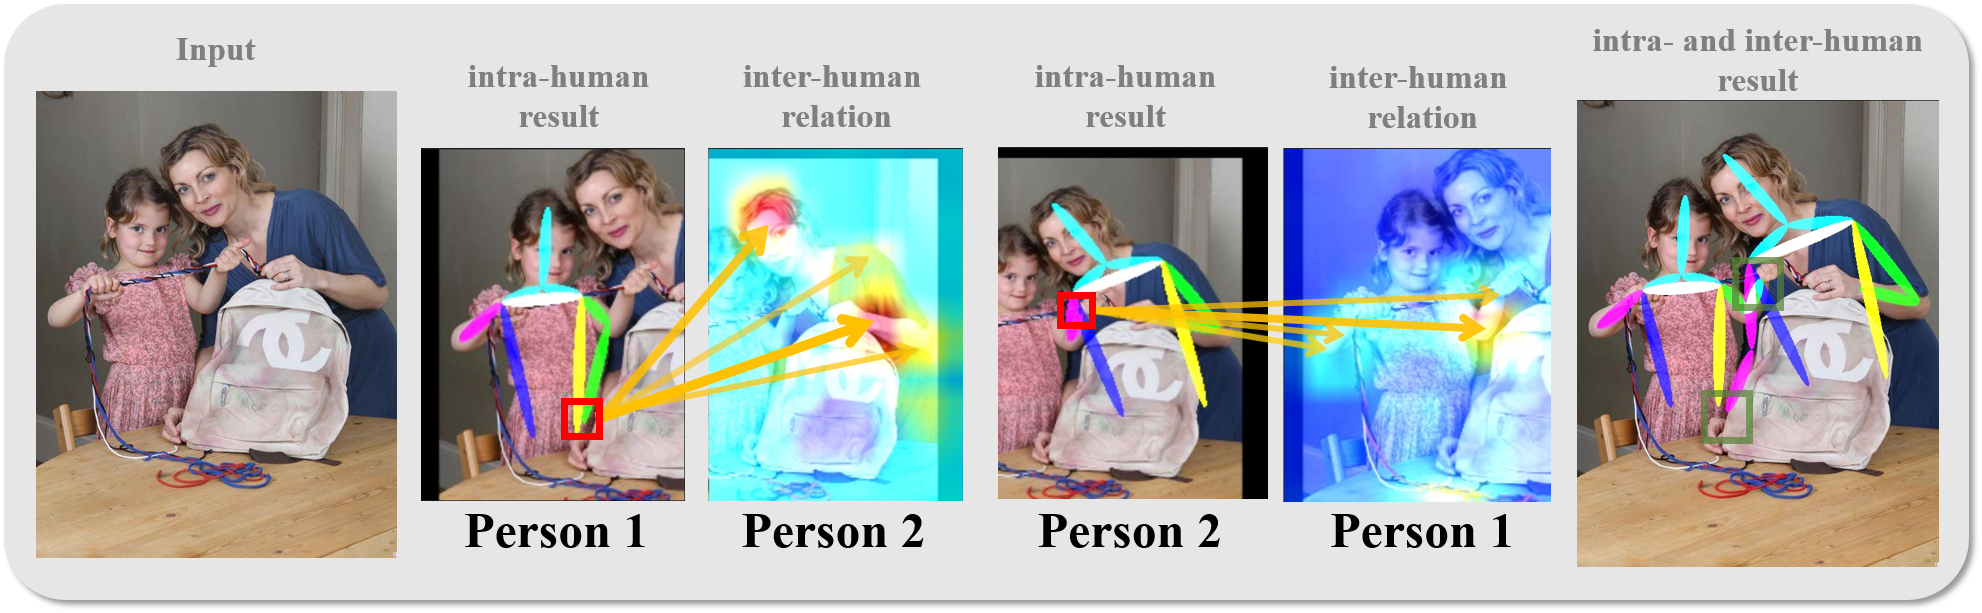 Input
intra-human
result
inter-human
relation
intra-human
result
inter-human
relation
intra- and inter-human
result
Person 1
Person 2
Person 2
Person 1